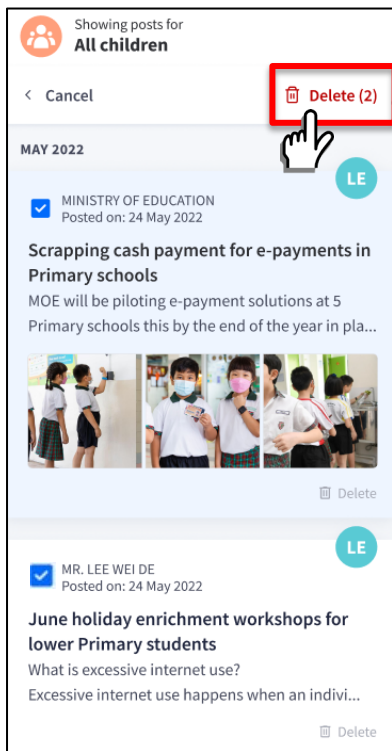 Showing posts for
All children
< Cancel
Delete (2)
MAY 2022
LE
MINISTRY OF EDUCATION
Posted on: 24 May 2022
Scrapping cash payment for e-payments in
Primary schools
MOE will be piloting e-payment solutions at 5
Primary schools this by the end of the year in pla...
Delete
LE
MR. LEE WEI DE
Posted on: 24 May 2022
June holiday enrichment workshops for
lower Primary students
What is excessive internet use?
Excessive internet use happens when an indivi...
Delete